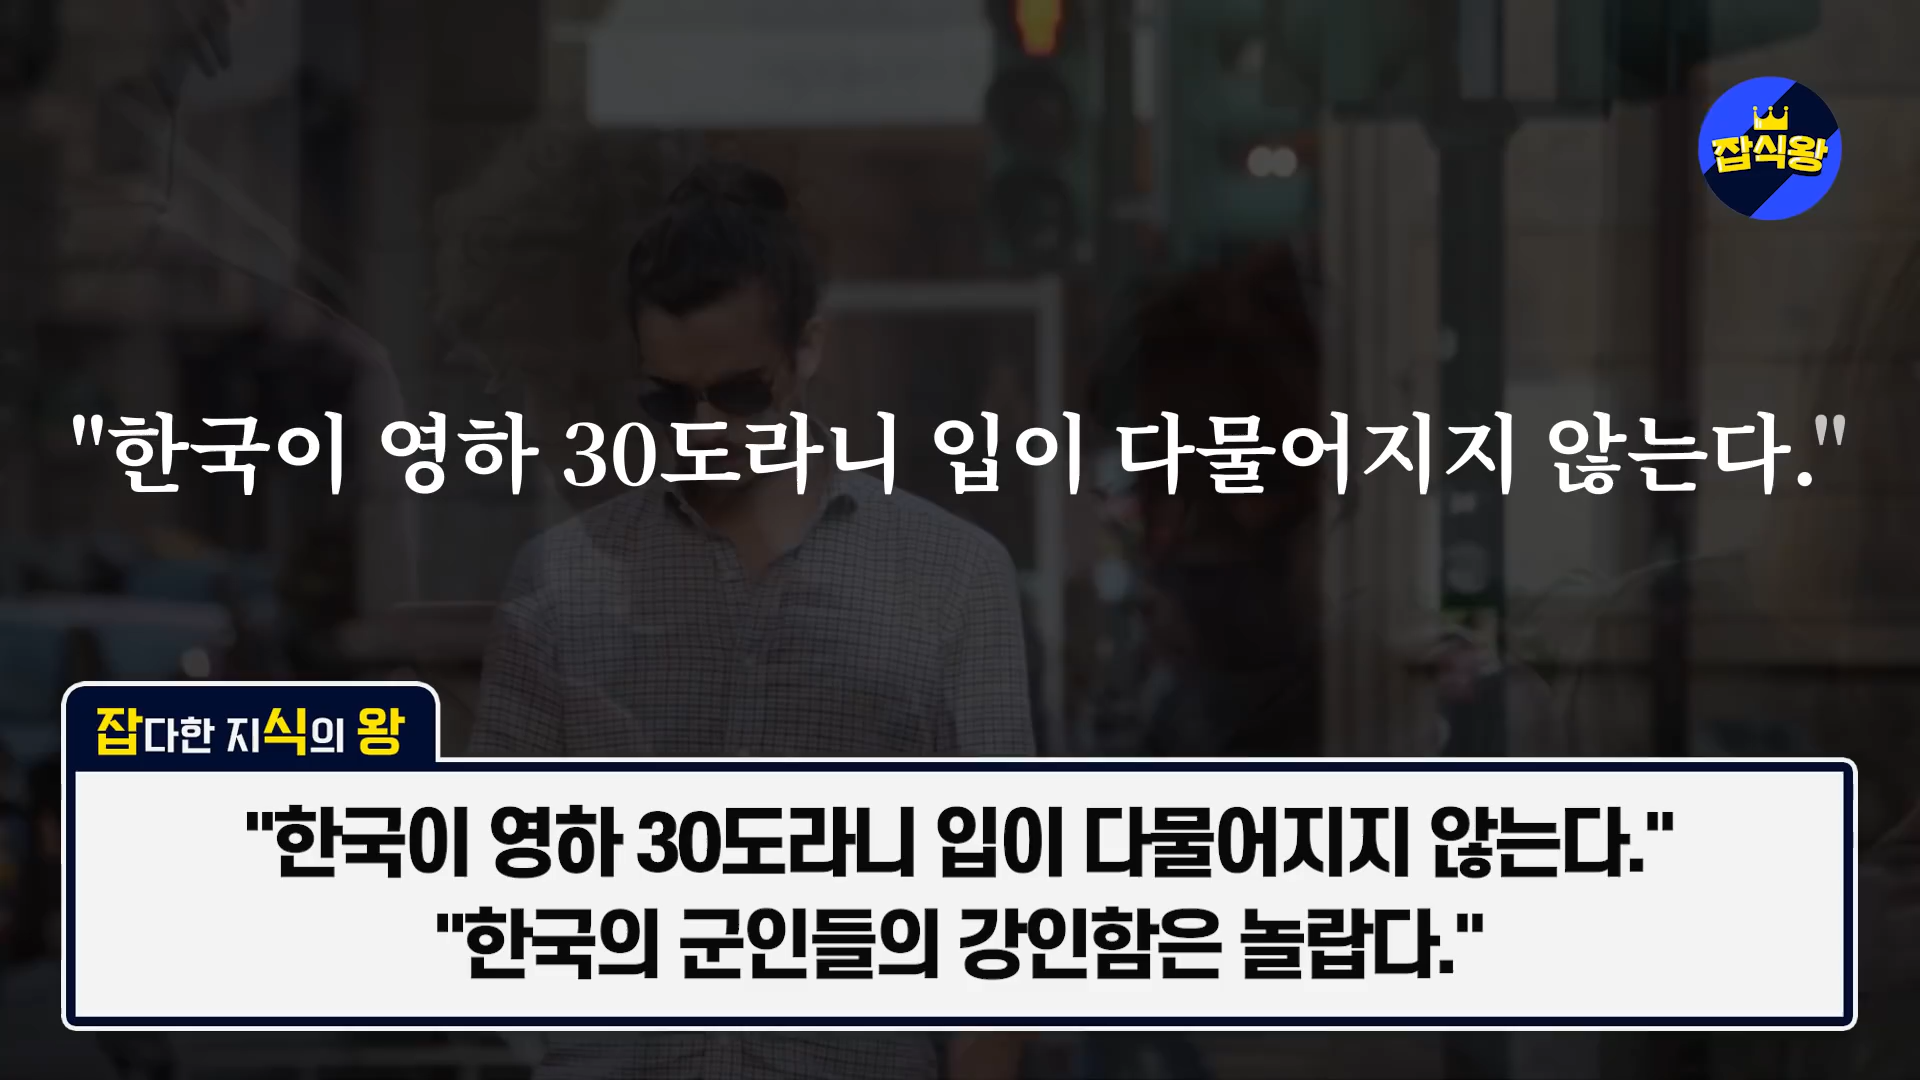 잡식왕
"한국이 영하 30도라니 입이 다물어지지 않는다."
잡다한 지식의 왕
"한국이 영하 30도라니 입이 다물어지지 않는다."
"한국의 군인들의 강인함은 놀랍다."